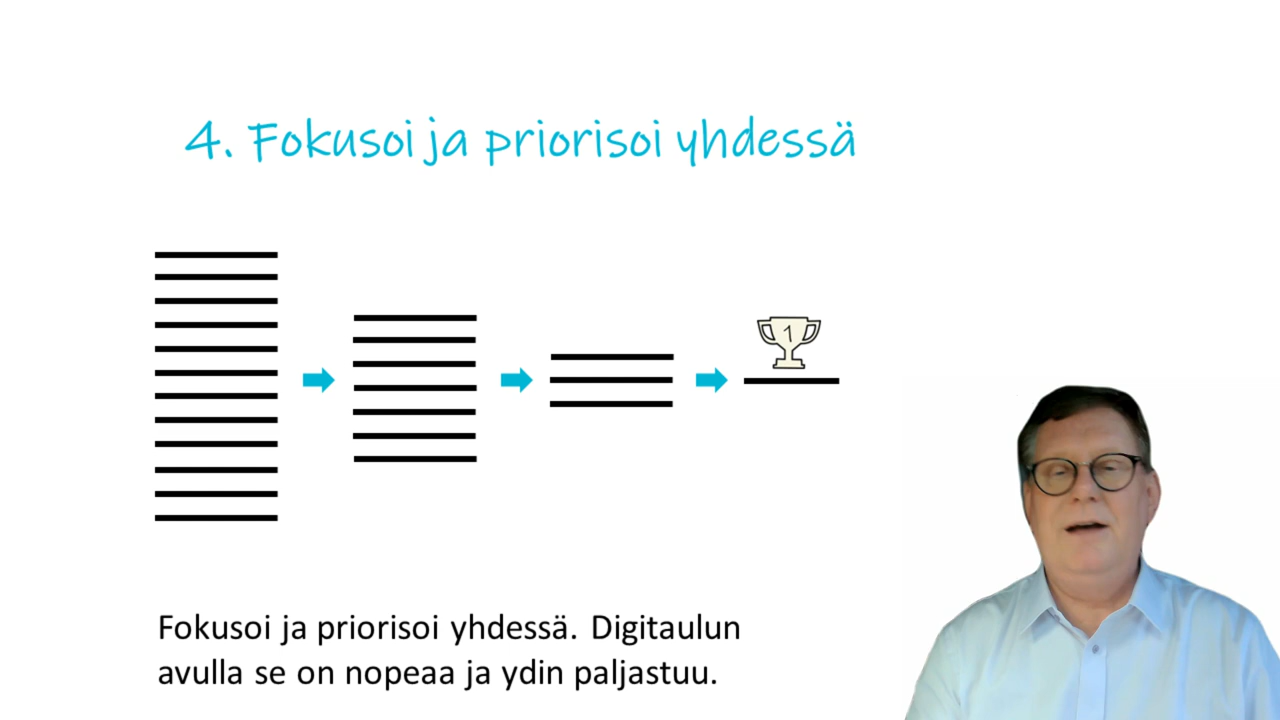 4. Fokusoi ja priorisoi yhdessä
1
Fokusoi ja priorisoi yhdessä. Digitaulun
avulla se on nopeaa ja ydin paljastuu.